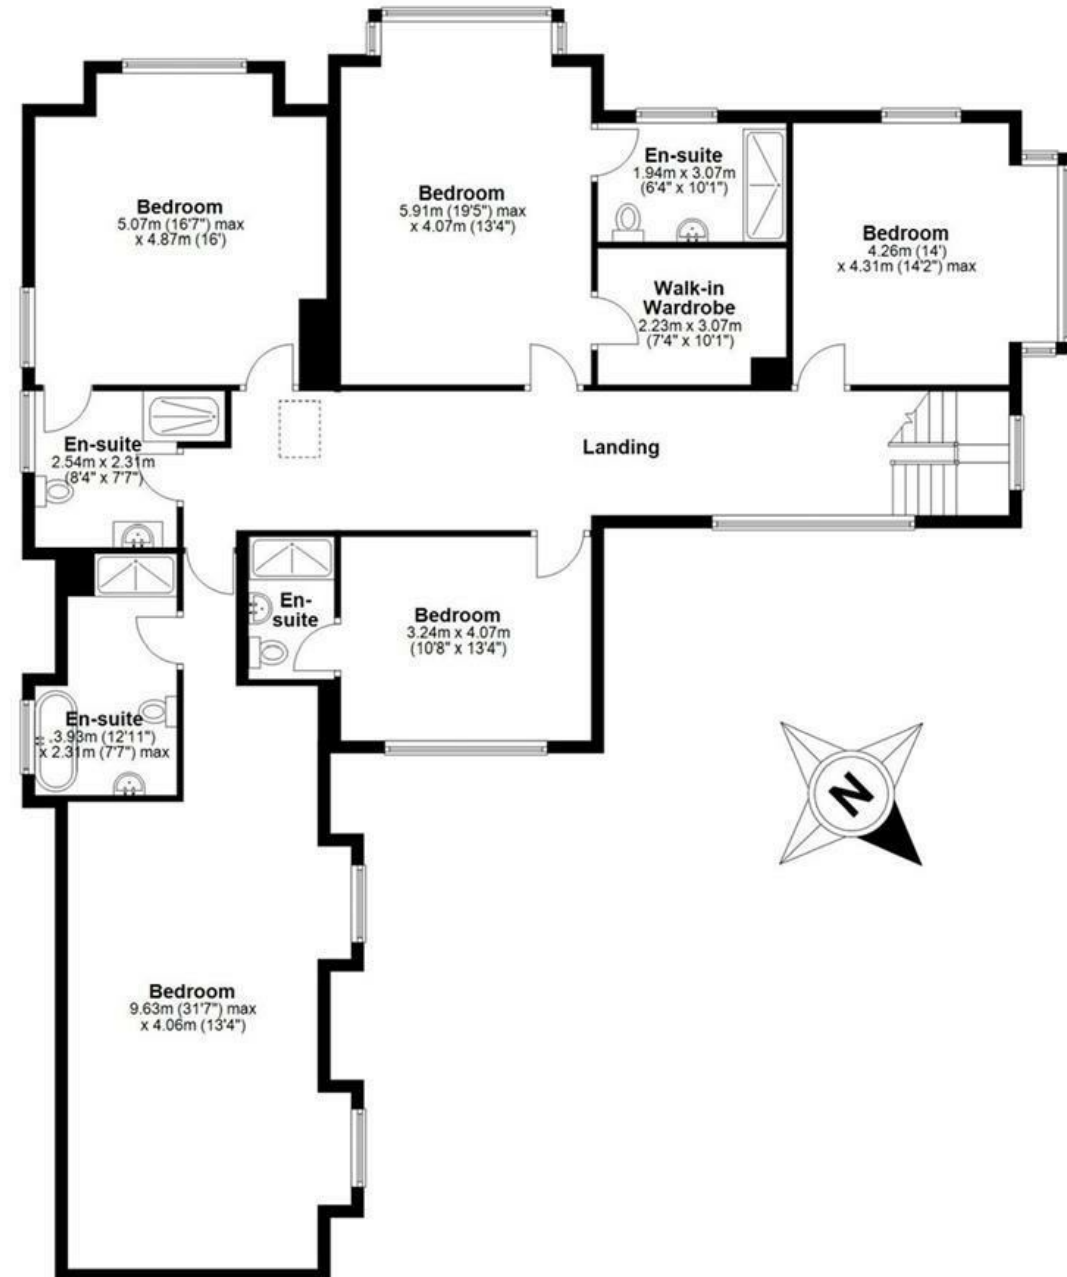 Bedroom
5.07m (16'7") max
x 4.87m (16')
Bedroom
5.91m (19'5") max
x 4.07m (13'4")
En-suite
1.94m x 3.07m
(6'4" x 10'1")
Bedroom
4.26m (14')
x 4.31m (14'2") max
Walk-in
Wardrobe
2.23m x 3.07m
(7'4" x 10'1")
En-suite
2.54m x 2.31m
(8'4" x 7'7")
Landing
En-
suite
Bedroom
3.24m x 4.07m
(10'8" x 13'4")
En-suite
3.93m (12'11")
x 2.31m (7'7") max
N
Bedroom
9.63m (31'7") max
x 4.06m (13'4")